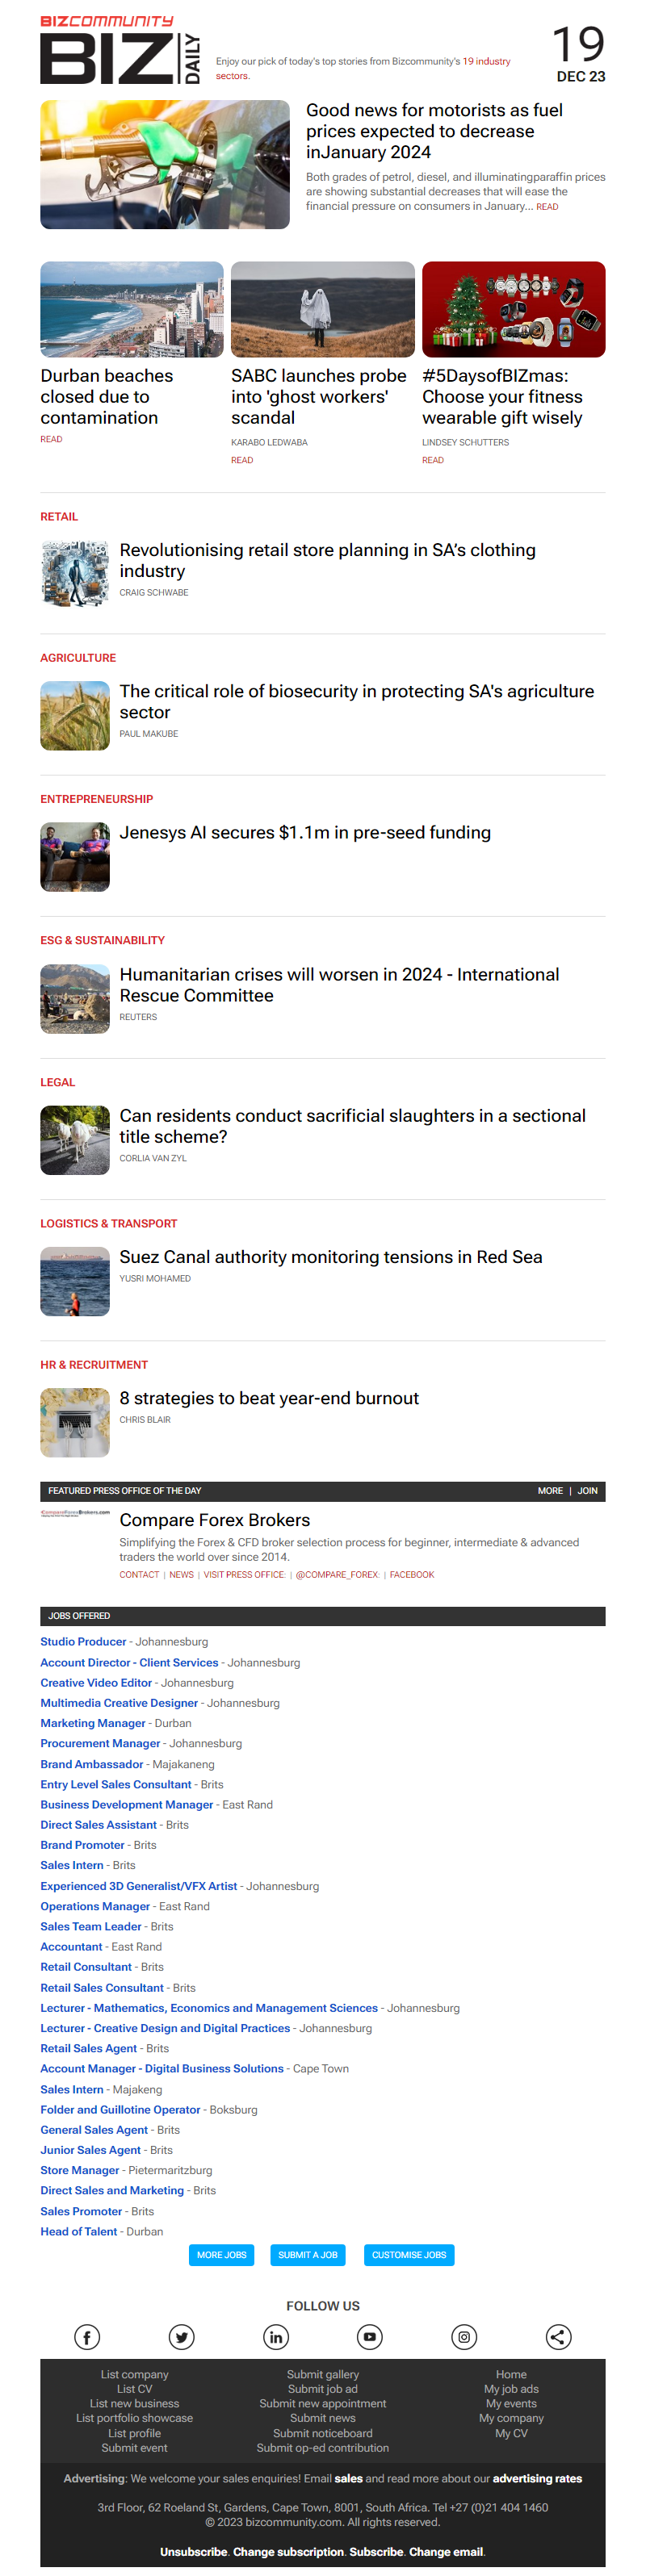 BIZCOMMUNITY
BIZ DAILY
Enjoy our pick of today's top stories from Bizcommunity's 19 industry
sectors.
19
DEC 23
Good news for motorists as fuel
prices expected to decrease
inJanuary 2024
Both grades of petrol, diesel, and illuminatingparaffin prices
are showing substantial decreases that will ease the
financial pressure on consumers in January... READ
Durban beaches
closed due to
contamination
READ
SABC launches probe
into 'ghost workers'
scandal
KARABO LEDWABA
READ
#5DaysofBIZmas:
Choose your fitness
wearable gift wisely
LINDSEY SCHUTTERS
READ
RETAIL
Revolutionising retail store planning in SA’s clothing
industry
CRAIG SCHWABE
AGRICULTURE
The critical role of biosecurity in protecting SA's agriculture
sector
PAUL MAKUBE
ENTREPRENEURSHIP
Jenesys AI secures $1.1m in pre-seed funding
ESG & SUSTAINABILITY
Humanitarian crises will worsen in 2024 - International
Rescue Committee
REUTERS
LEGAL
Can residents conduct sacrificial slaughters in a sectional
title scheme?
CORLIA VAN ZYL
LOGISTICS & TRANSPORT
Suez Canal authority monitoring tensions in Red Sea
YUSRI MOHAMED
HR & RECRUITMENT
8 strategies to beat year-end burnout
CHRIS BLAIR
FEATURED PRESS OFFICE OF THE DAY MORE | JOIN
CompareForexBrokers.com
Compare Forex Brokers
Simplifying the Forex & CFD broker selection process for beginner, intermediate & advanced
traders the world over since 2014.
CONTACT | NEWS | VISIT PRESS OFFICE: | @COMPARE_FOREX: | FACEBOOK
JOBS OFFERED
Studio Producer - Johannesburg
Account Director - Client Services - Johannesburg
Creative Video Editor - Johannesburg
Multimedia Creative Designer - Johannesburg
Marketing Manager - Durban
Procurement Manager - Johannesburg
Brand Ambassador - Majakaneng
Entry Level Sales Consultant - Brits
Business Development Manager - East Rand
Direct Sales Assistant - Brits
Brand Promoter - Brits
Sales Intern - Brits
Experienced 3D Generalist/VFX Artist - Johannesburg
Operations Manager - East Rand
Sales Team Leader - Brits
Accountant - East Rand
Retail Consultant - Brits
Retail Sales Consultant - Brits
Lecturer - Mathematics, Economics and Management Sciences - Johannesburg
Lecturer - Creative Design and Digital Practices - Johannesburg
Retail Sales Agent - Brits
Account Manager - Digital Business Solutions - Cape Town
Sales Intern - Majakeng
Folder and Guillotine Operator - Boksburg
General Sales Agent - Brits
Junior Sales Agent - Brits
Store Manager - Pietermaritzburg
Direct Sales and Marketing - Brits
Sales Promoter - Brits
Head of Talent - Durban
MORE JOBS SUBMIT A JOB CUSTOMISE JOBS
FOLLOW US
List company
List CV
List new business
List portfolio showcase
List profile
Submit event
Submit gallery
Submit job ad
Submit new appointment
Submit news
Submit noticeboard
Submit op-ed contribution
Home
My job ads
My events
My company
My CV
Advertising: We welcome your sales enquiries! Email sales and read more about our advertising rates
3rd Floor, 62 Roeland St, Gardens, Cape Town, 8001, South Africa. Tel +27 (0)21 404 1460
© 2023 bizcommunity.com. All rights reserved.
Unsubscribe. Change subscription. Subscribe. Change email.